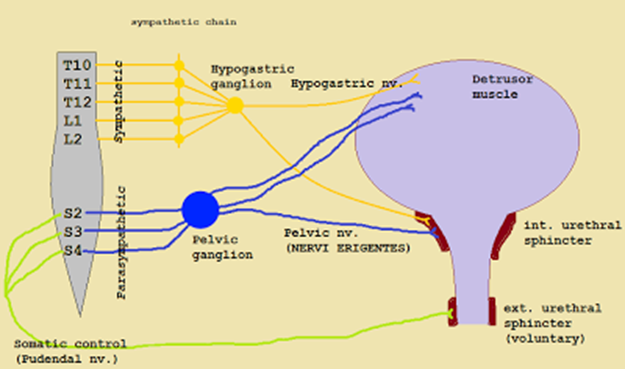 sympathetic chain
T10
T11
T12
L1
L2
Sympathetic
Hypogastric
ganglion
Hypogastric nv.
Detrusor
muscle
S2
S3
S4
Parasympathetic
Pelvic
ganglion
Pelvic nv.
(NERVI ERIGENTES)
int. urethral
sphincter
ext. urethral
sphincter
(voluntary)
Somatic control
(Pudendal nv.)